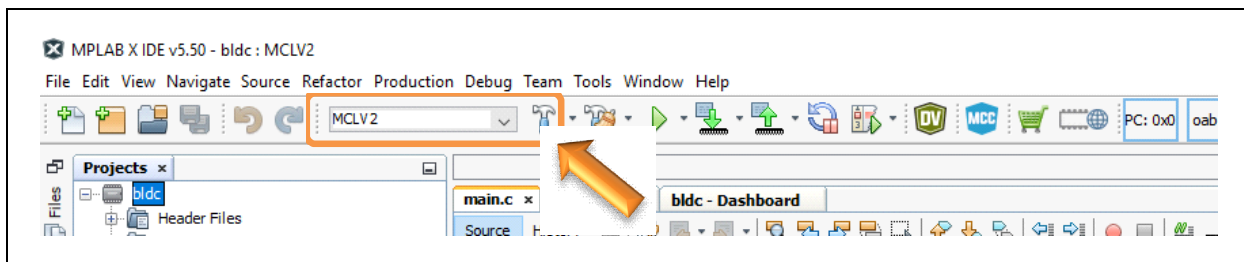 MPLAB X IDE v5.50 - bldc : MCLV2
File Edit View Navigate Source Refactor Production Debug Team Tools Window Help
MCLV2 DV MCC PC: 0x0 oab
Projects ×
Files
bldc
main.c × bldc - Dashboard
Header Files
Source